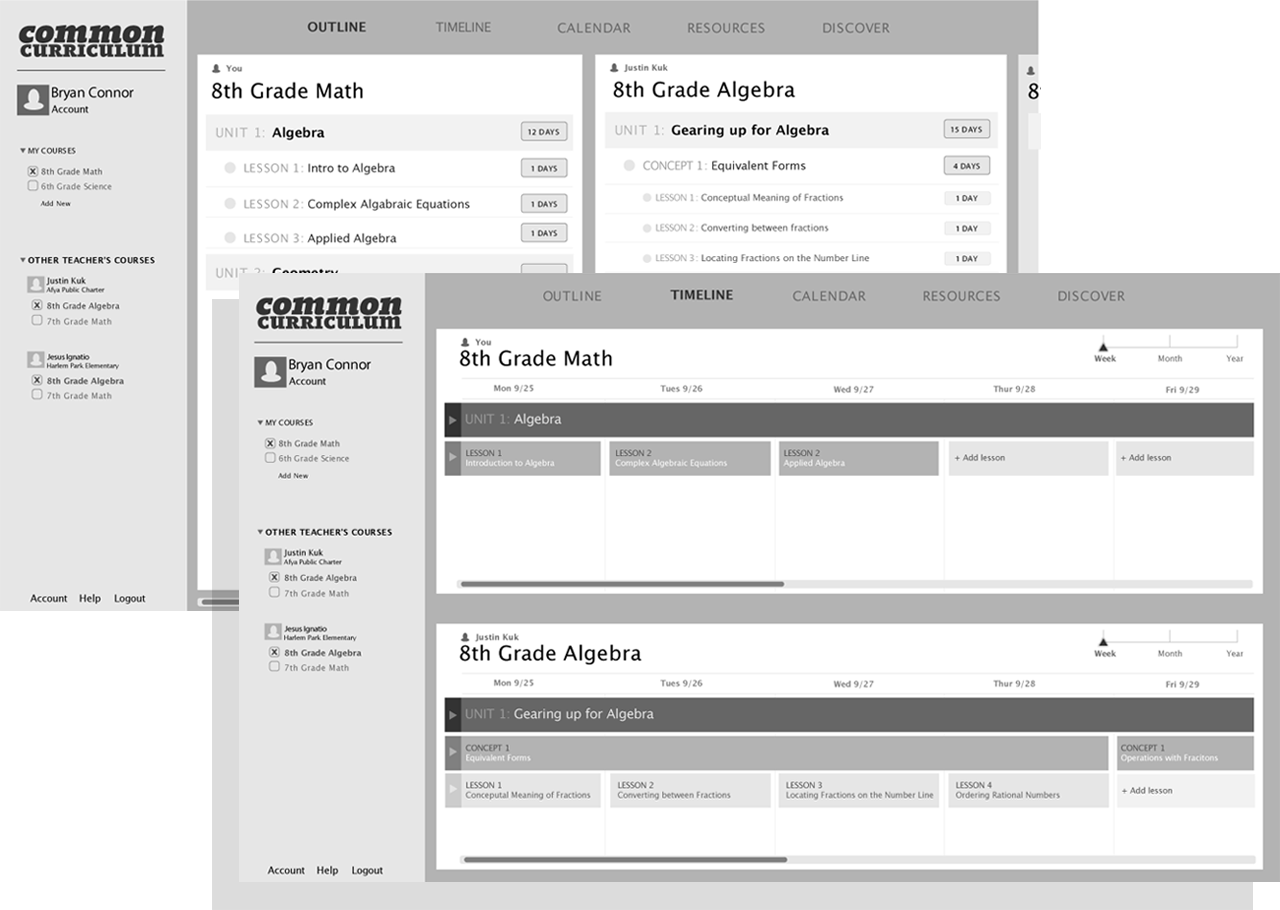 common
CURRICULUM
Bryan Connor
Account
MY COURSES
8th Grade Math
6th Grade Science
Add New
OTHER TEACHER'S COURSES
Justin Kuk
Afya Public Charter
8th Grade Algebra
7th Grade Math
Jesus Ignatio
Harlem Park Elementary
8th Grade Algebra
7th Grade Math
Account Help Logout
OUTLINE TIMELINE CALENDAR RESOURCES DISCOVER
You
8th Grade Math
UNIT 1: Algebra 12 DAYS
LESSON 1: Intro to Algebra 1 DAYS
LESSON 2: Complex Algabraic Equations 1 DAYS
LESSON 3: Applied Algebra 1 DAYS
UNIT 2: Geometry
Justin Kuk
8th Grade Algebra
UNIT 1: Gearing up for Algebra 15 DAYS
CONCEPT 1: Equivalent Forms 4 DAYS
LESSON 1: Conceptual Meaning of Fractions 1 DAY
LESSON 2: Converting between fractions 1 DAY
LESSON 3: Locating Fractions on the Number Line 1 DAY
8
common
CURRICULUM
Bryan Connor
Account
MY COURSES
8th Grade Math
6th Grade Science
Add New
OTHER TEACHER'S COURSES
Justin Kuk
Afya Public Charter
8th Grade Algebra
7th Grade Math
Jesus Ignatio
Harlem Park Elementary
8th Grade Algebra
7th Grade Math
Account Help Logout
OUTLINE TIMELINE CALENDAR RESOURCES DISCOVER
You
8th Grade Math
Week Month Year
Mon 9/25 Tues 9/26 Wed 9/27 Thur 9/28 Fri 9/29
UNIT 1: Algebra
LESSON 1 LESSON 2 LESSON 2
Introduction to Algebra Complex Algebraic Equations Applied Algebra + Add lesson + Add lesson
Justin Kuk
8th Grade Algebra
Week Month Year
Mon 9/25 Tues 9/26 Wed 9/27 Thur 9/28 Fri 9/29
UNIT 1: Gearing up for Algebra
CONCEPT 1 CONCEPT 1
Equivalent Forms Operations with Fracitons
LESSON 1 LESSON 2 LESSON 3 LESSON 4
Conceputal Meaning of Fractions Converting between Fractions Locating Fractions on the Number Line Ordering Rational Numbers + Add lesson